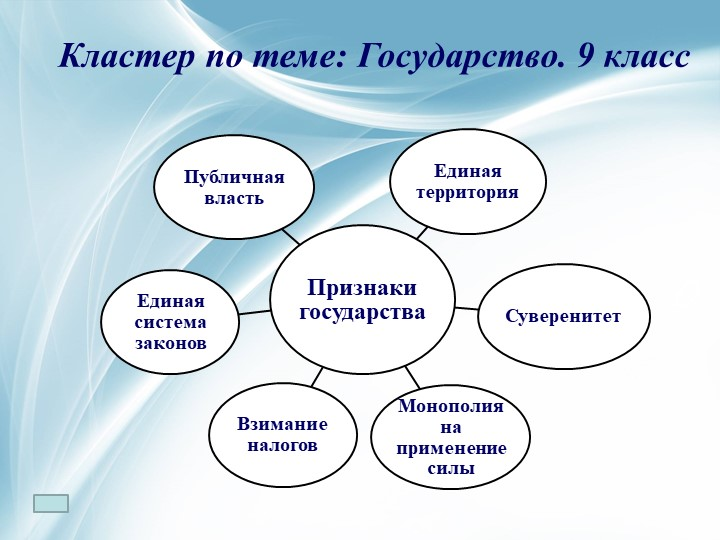 Кластер по теме: Государство. 9 класс
Публичная
власть
Единая
территория
Признаки
государства
Единая
система
законов
Суверенитет
Взимание
налогов
Монополия
на
применение
силы